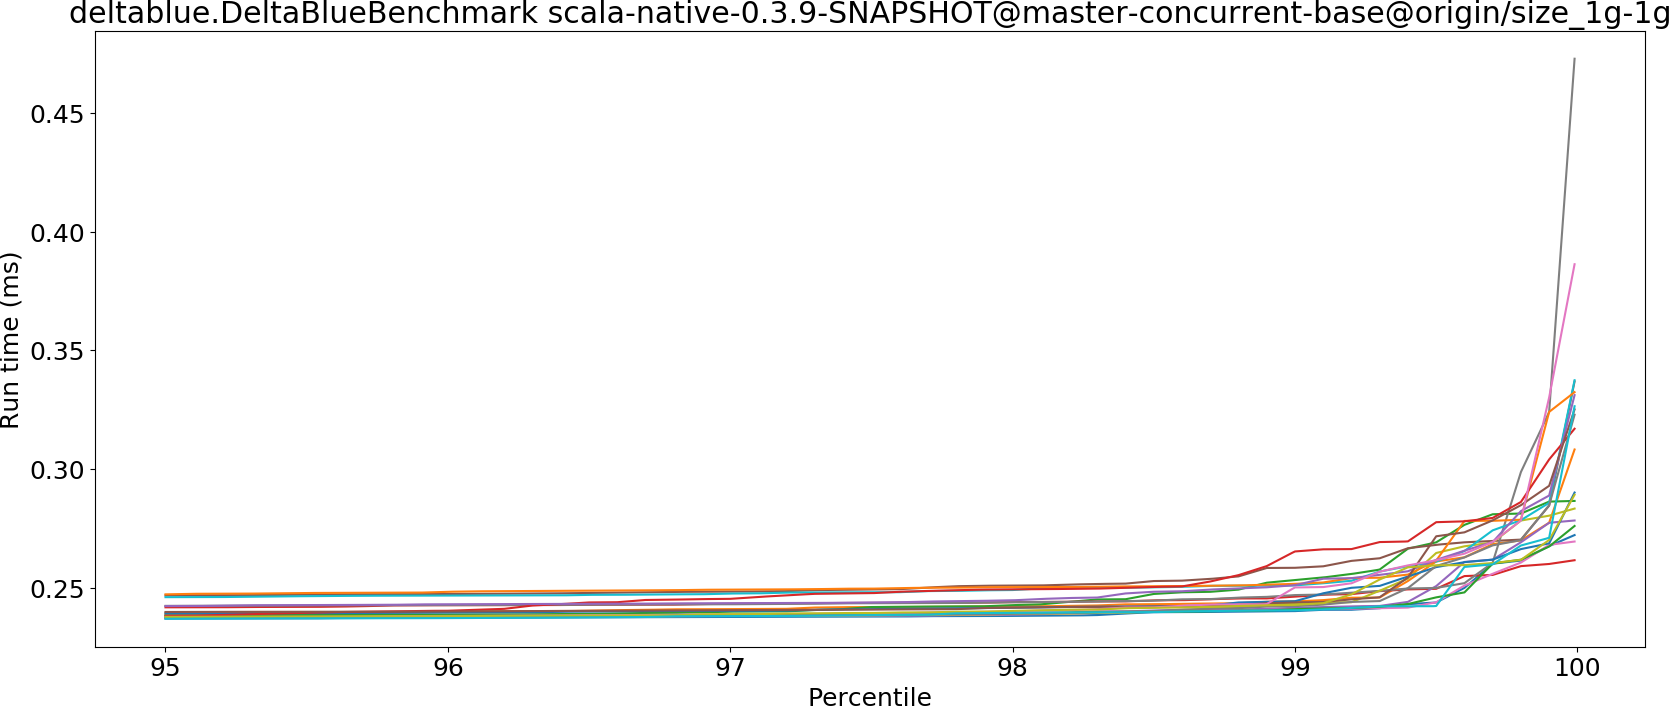 deltablue.DeltaBlueBenchmark scala-native-0.3.9-SNAPSHOT@master-concurrent-base@origin/size_1g-1g
0.45
0.40
0.35
0.30
0.25
Run time (ms)
95 96 97 98 99 100
Percentile